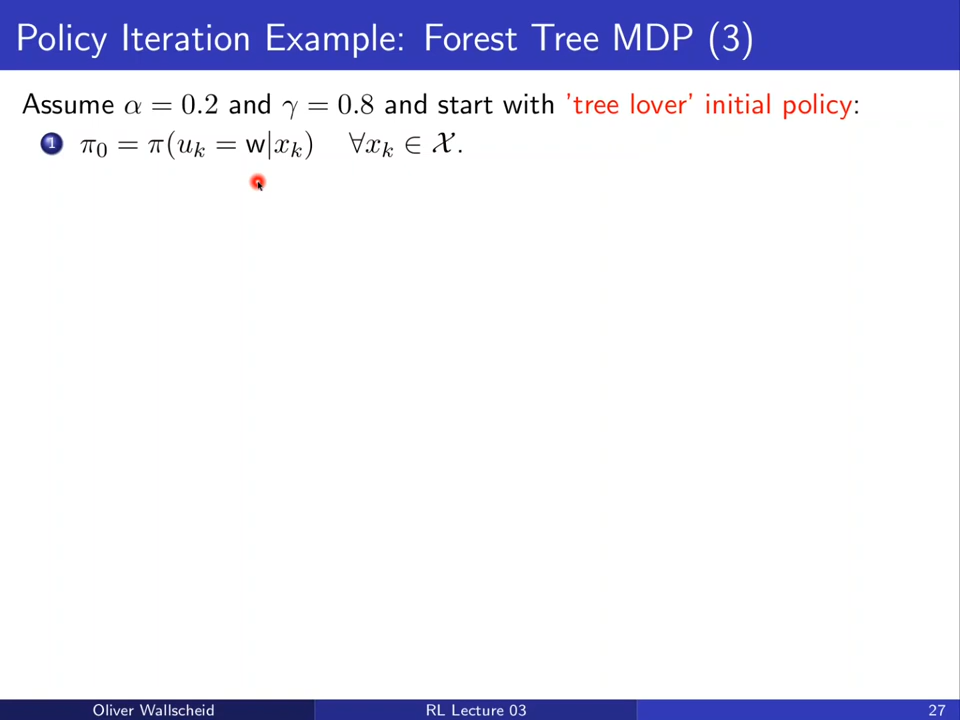 Policy Iteration Example: Forest Tree MDP (3)
Assume α = 0.2 and γ = 0.8 and start with 'tree lover' initial policy:
1 π₀ = π(uₖ = w|xₖ) ∀xₖ ∈ 𝒳.
Oliver Wallscheid RL Lecture 03 27